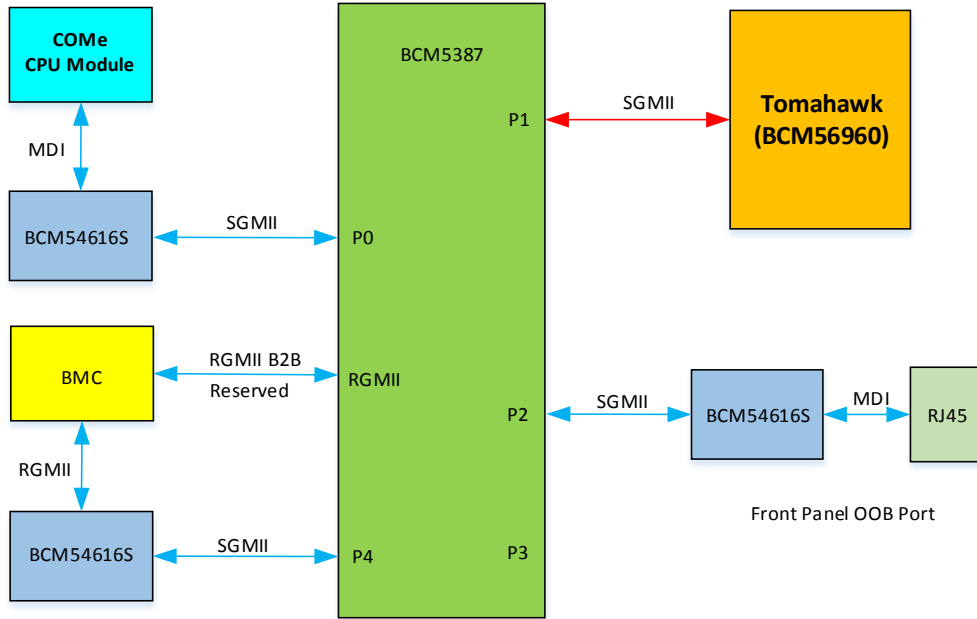 COMe
CPU Module
MDI
BCM54616S
SGMII
BCM5387
P0
P1
SGMII
Tomahawk
(BCM56960)
BMC
RGMII B2B
Reserved
RGMII
RGMII
BCM54616S
SGMII
P4
P2
SGMII
BCM54616S
MDI
RJ45
Front Panel OOB Port
P3